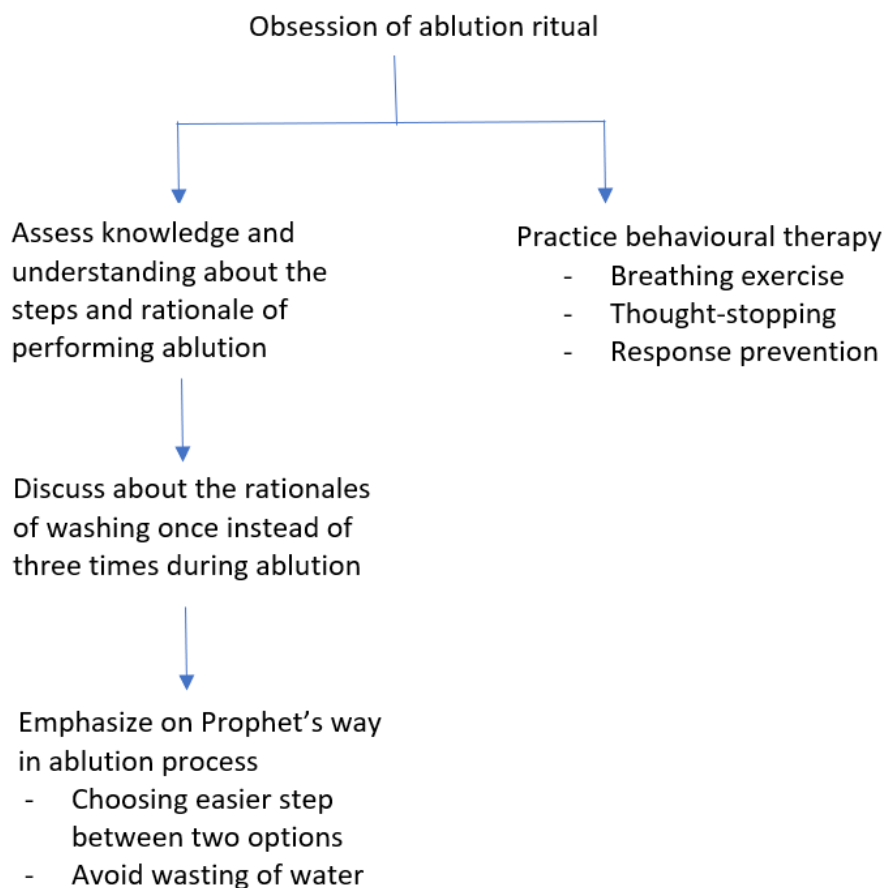 Obsession of ablution ritual
Assess knowledge and
understanding about the
steps and rationale of
performing ablution
Practice behavioural therapy
- Breathing exercise
- Thought-stopping
- Response prevention
Discuss about the rationales
of washing once instead of
three times during ablution
Emphasize on Prophet’s way
in ablution process
- Choosing easier step
between two options
- Avoid wasting of water